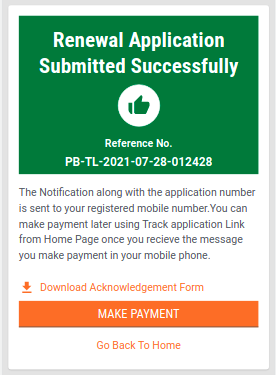 Renewal Application
Submitted Successfully
Reference No.
PB-TL-2021-07-28-012428
The Notification along with the application number
is sent to your registered mobile number.You can
make payment later using Track application Link
from Home Page once you recieve the message
you make payment in your mobile phone.
Download Acknowledgement Form
MAKE PAYMENT
Go Back To Home